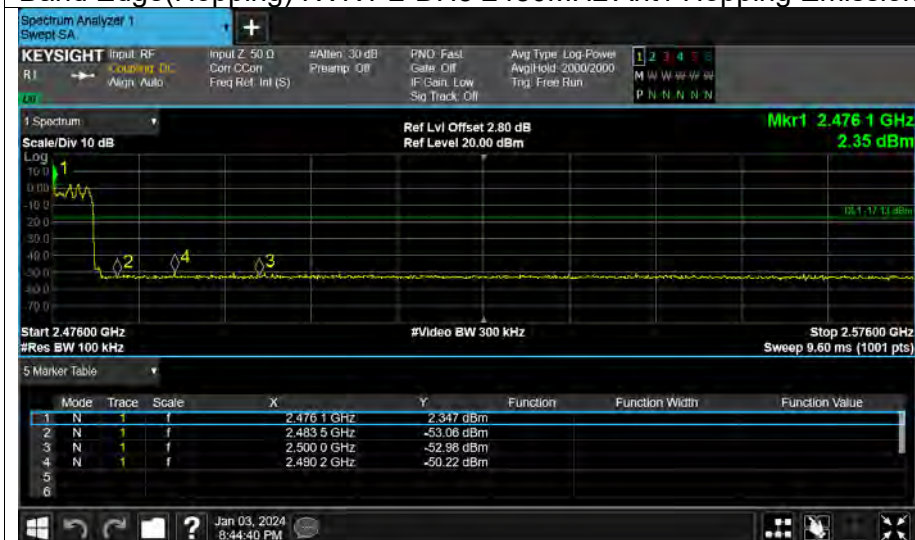 Spectrum Analyzer 1
Swept SA
KEYSIGHT Input: RF
Coupling: DC
Align: Auto
Input Z: 50 Ω
Corr CCorr
Freq Ref: Int (S)
#Atten: 30 dB
Preamp: Off
PNO: Fast
Gate: Off
IF Gain: Low
Sig Track: Off
Avg Type: Log-Power
Avg|Hold: 2000/2000
Trig: Free Run
1 2 3 4 5 6
M W W W W W
P N N N N N
1 Spectrum
Scale/Div 10 dB
Ref Lvl Offset 2.80 dB
Ref Level 20.00 dBm
Mkr1 2.476 1 GHz
2.35 dBm
Log
10.0
0.00
-10.0
-20.0
-30.0
-40.0
-50.0
-60.0
-70.0
1
2
4
3
DL1 -17.13 dBm
Start 2.47600 GHz
#Res BW 100 kHz
#Video BW 300 kHz
Stop 2.57600 GHz
Sweep 9.60 ms (1001 pts)
5 Marker Table
Mode Trace Scale X Y Function Function Width Function Value
1 N 1 f 2.476 1 GHz 2.347 dBm
2 N 1 f 2.483 5 GHz -53.06 dBm
3 N 1 f 2.500 0 GHz -52.98 dBm
4 N 1 f 2.490 2 GHz -50.22 dBm
5
6
?
Jan 03, 2024
8:44:40 PM